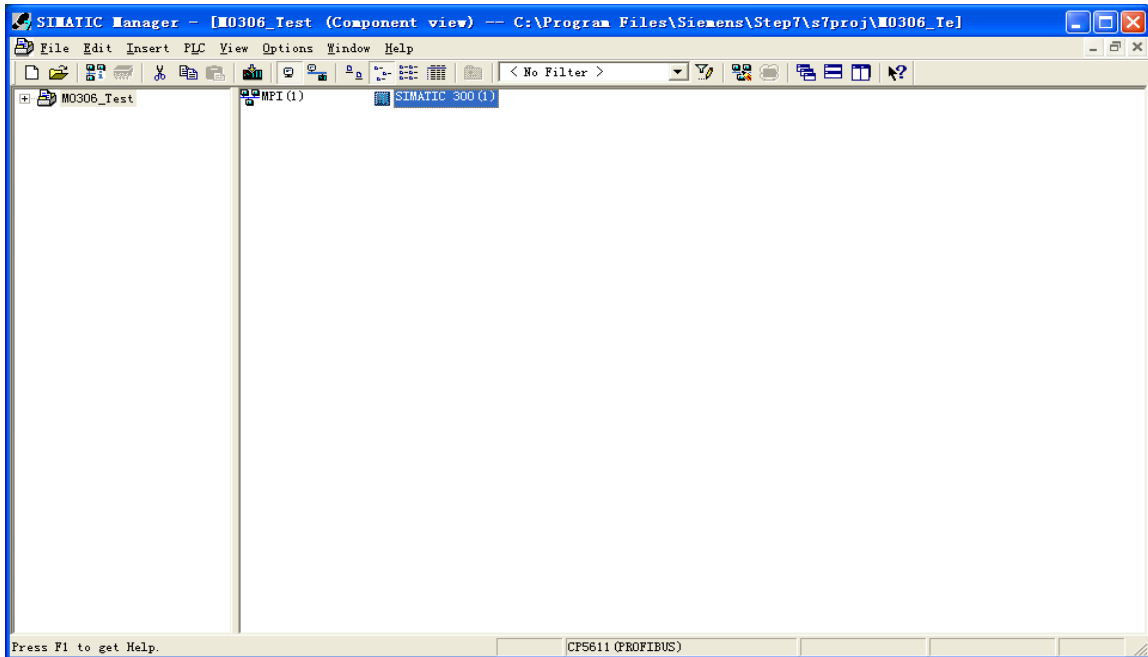 SIMATIC Manager - [M0306_Test (Component view) -- C:\Program Files\Siemens\Step7\s7proj\M0306_Te]
File Edit Insert PLC View Options Window Help
< No Filter >
M0306_Test
MPI(1) SIMATIC 300(1)
Press F1 to get Help. CP5611(PROFIBUS)